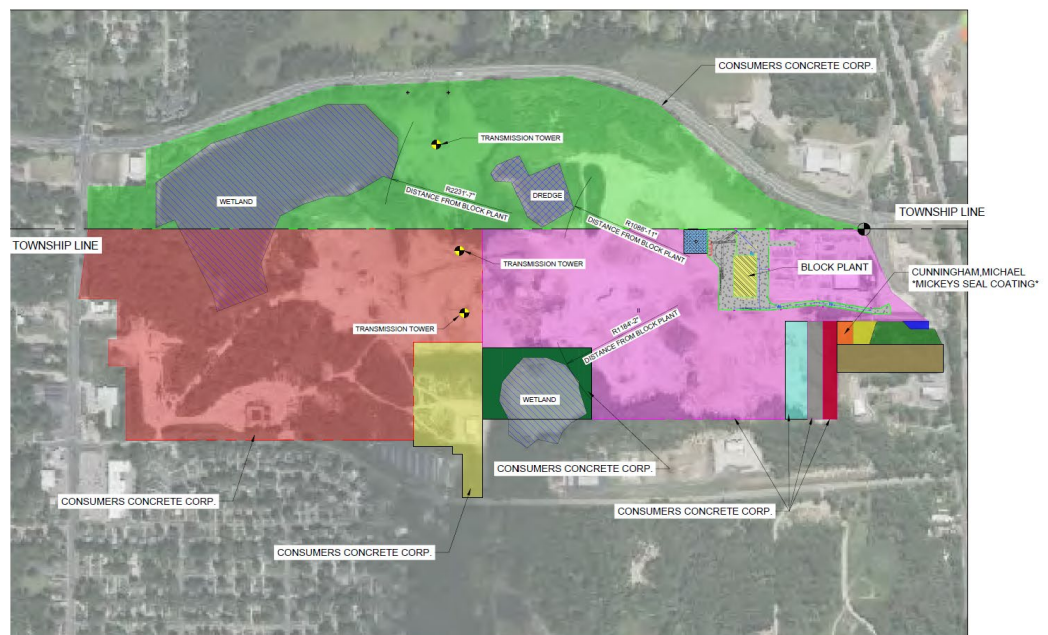 CONSUMERS CONCRETE CORP.
TRANSMISSION TOWER
R2231'-7"
DISTANCE FROM BLOCK PLANT
DREDGE
WETLAND
R1086'-11"
DISTANCE FROM BLOCK PLANT
TOWNSHIP LINE
TOWNSHIP LINE
TRANSMISSION TOWER
BLOCK PLANT
CUNNINGHAM,MICHAEL
*MICKEYS SEAL COATING*
TRANSMISSION TOWER
R1184'-2"
DISTANCE FROM BLOCK PLANT
WETLAND
CONSUMERS CONCRETE CORP.
CONSUMERS CONCRETE CORP.
CONSUMERS CONCRETE CORP.
CONSUMERS CONCRETE CORP.